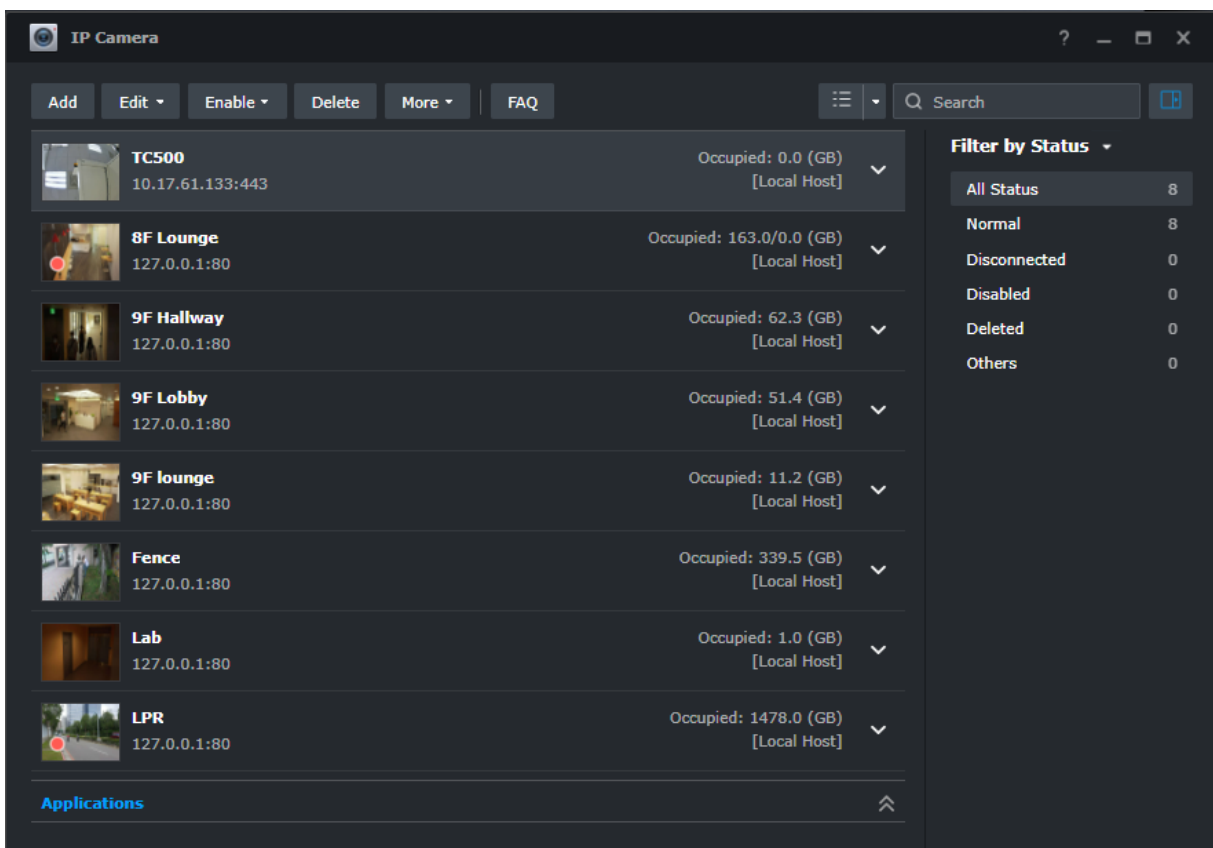 IP Camera
?
Add Edit Enable Delete More FAQ Search
TC500 Occupied: 0.0 (GB)
10.17.61.133:443 [Local Host]
8F Lounge Occupied: 163.0/0.0 (GB)
127.0.0.1:80 [Local Host]
9F Hallway Occupied: 62.3 (GB)
127.0.0.1:80 [Local Host]
9F Lobby Occupied: 51.4 (GB)
127.0.0.1:80 [Local Host]
9F lounge Occupied: 11.2 (GB)
127.0.0.1:80 [Local Host]
Fence Occupied: 339.5 (GB)
127.0.0.1:80 [Local Host]
Lab Occupied: 1.0 (GB)
127.0.0.1:80 [Local Host]
LPR Occupied: 1478.0 (GB)
127.0.0.1:80 [Local Host]
Applications
Filter by Status
All Status 8
Normal 8
Disconnected 0
Disabled 0
Deleted 0
Others 0